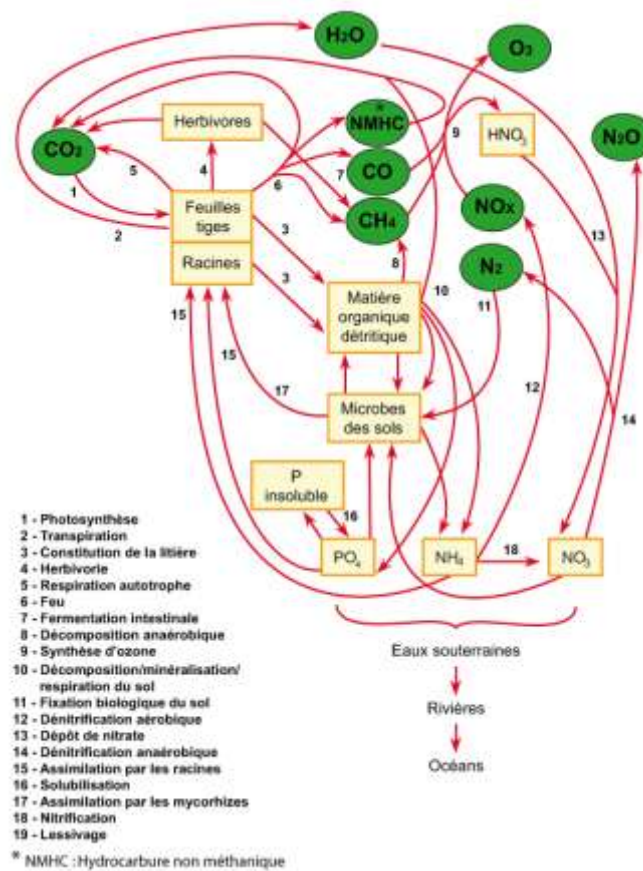 H2O
O3
Herbivores
NMHC *
9
HNO3
N2O
CO2
5
4
6
7
CO
1
Feuilles
tiges
CH4
NOx
2
3
8
13
Racines
N2
3
Matière
organique
détritique
10
11
15
15
17
12
14
Microbes
des sols
P
insoluble
16
PO4
NH4
18
NO3
1 - Photosynthèse
2 - Transpiration
3 - Constitution de la litière
4 - Herbivorie
5 - Respiration autotrophe
6 - Feu
7 - Fermentation intestinale
8 - Décomposition anaérobique
9 - Synthèse d'ozone
10 - Décomposition/minéralisation/
respiration du sol
11 - Fixation biologique du sol
12 - Dénitrification aérobique
13 - Dépôt de nitrate
14 - Dénitrification anaérobique
15 - Assimilation par les racines
16 - Solubilisation
17 - Assimilation par les mycorhizes
18 - Nitrification
19 - Lessivage
Eaux souterraines
Rivières
Océans
* NMHC : Hydrocarbure non méthanique